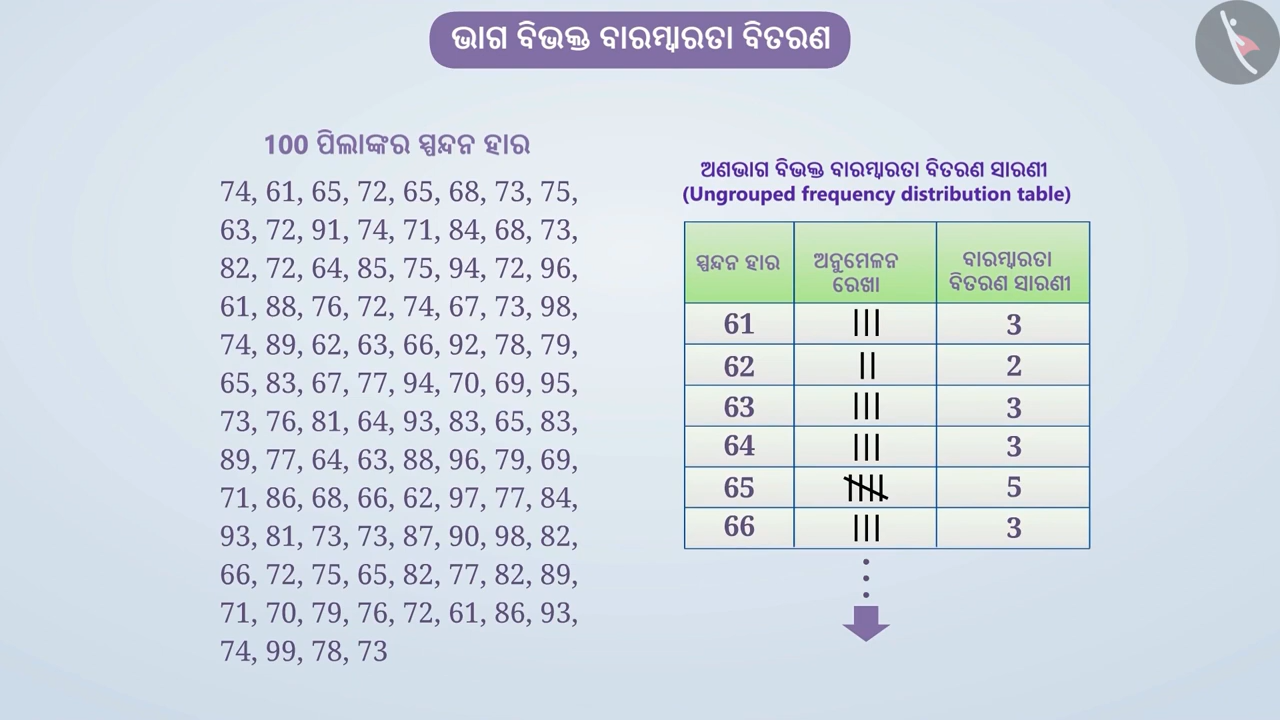 ଭାଗ ବିଭକ୍ତ ବାରମ୍ବାରତା ବିତରଣ
100 ପିଲାଙ୍କର ସ୍ପନ୍ଦନ ହାର
74, 61, 65, 72, 65, 68, 73, 75,
63, 72, 91, 74, 71, 84, 68, 73,
82, 72, 64, 85, 75, 94, 72, 96,
61, 88, 76, 72, 74, 67, 73, 98,
74, 89, 62, 63, 66, 92, 78, 79,
65, 83, 67, 77, 94, 70, 69, 95,
73, 76, 81, 64, 93, 83, 65, 83,
89, 77, 64, 63, 88, 96, 79, 69,
71, 86, 68, 66, 62, 97, 77, 84,
93, 81, 73, 73, 87, 90, 98, 82,
66, 72, 75, 65, 82, 77, 82, 89,
71, 70, 79, 76, 72, 61, 86, 93,
74, 99, 78, 73
ଅଣଭାଗ ବିଭକ୍ତ ବାରମ୍ବାରତା ବିତରଣ ସାରଣୀ
(Ungrouped frequency distribution table)
ସ୍ପନ୍ଦନ ହାର ଅନୁମେଳନ ରେଖା ବାରମ୍ବାରତା ବିତରଣ ସାରଣୀ
61 ||| 3
62 || 2
63 ||| 3
64 ||| 3
65 5
66 ||| 3